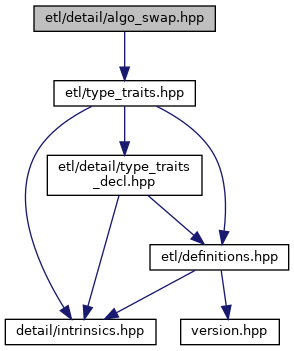 etl/detail/algo_swap.hpp
etl/type_traits.hpp
etl/detail/type_traits
_decl.hpp
etl/definitions.hpp
detail/intrinsics.hpp
version.hpp